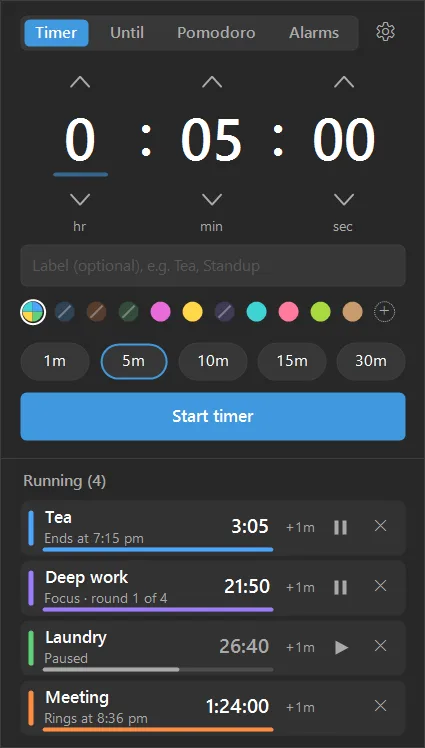 Timer Until Pomodoro Alarms
0 : 05 : 00
hr min sec
Label (optional), e.g. Tea, Standup
1m 5m 10m 15m 30m
Start timer
Running (4)
Tea 3:05 +1m
Ends at 7:15 pm
Deep work 21:50 +1m
Focus · round 1 of 4
Laundry 26:40 +1m
Paused
Meeting 1:24:00 +1m
Rings at 8:36 pm